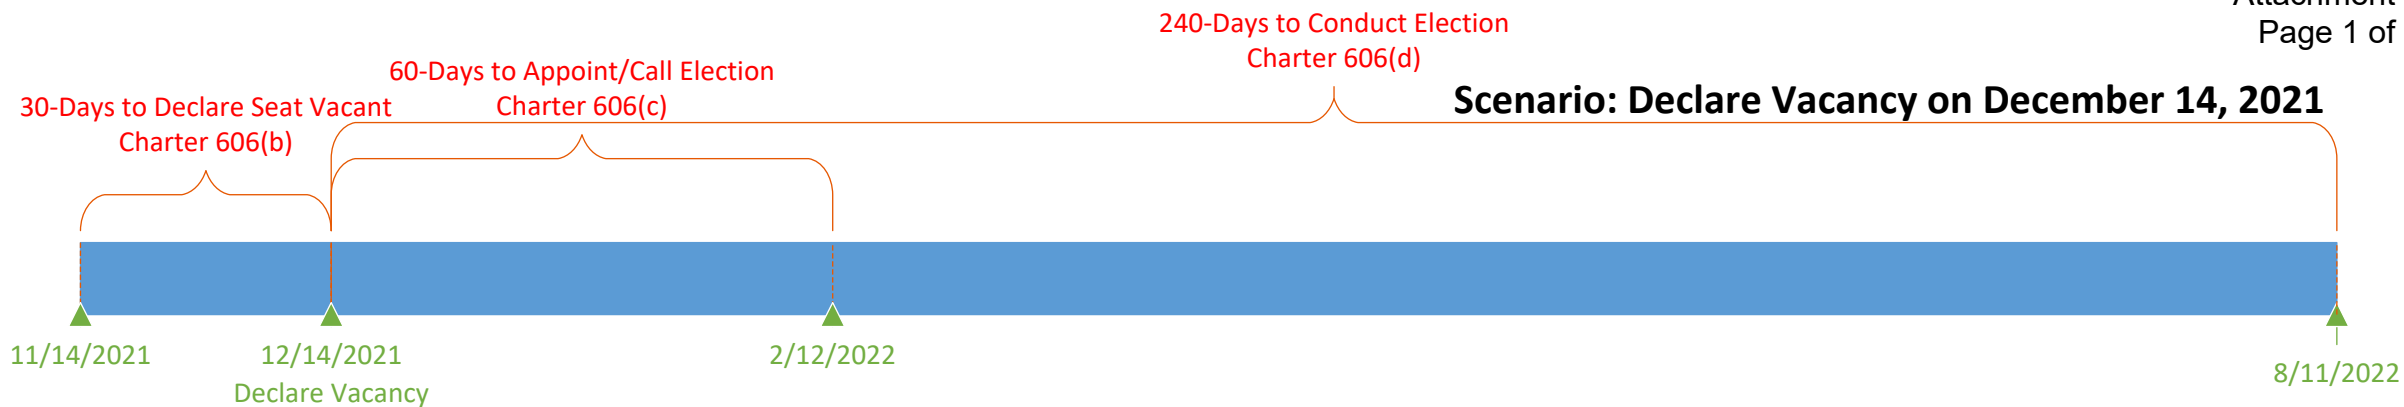 Attachment
Page 1 of
240-Days to Conduct Election
Charter 606(d)
60-Days to Appoint/Call Election
Charter 606(c)
30-Days to Declare Seat Vacant
Charter 606(b)
Scenario: Declare Vacancy on December 14, 2021
11/14/2021
12/14/2021
Declare Vacancy
2/12/2022
8/11/2022